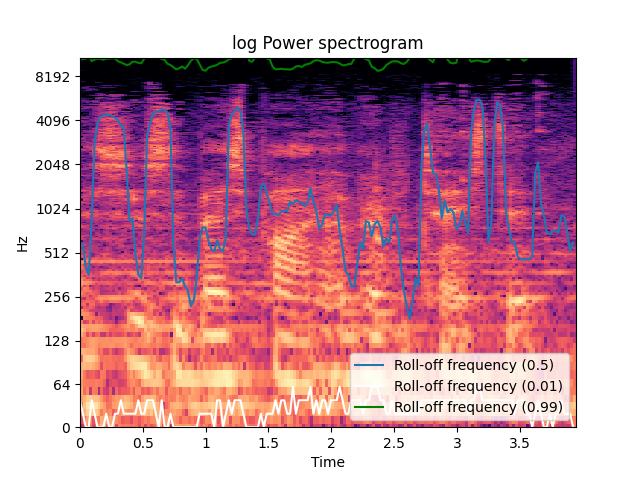 log Power spectrogram
8192
4096
2048
1024
512
256
128
64
0
Hz
Roll-off frequency (0.5)
Roll-off frequency (0.01)
Roll-off frequency (0.99)
0 0.5 1 1.5 2 2.5 3 3.5
Time